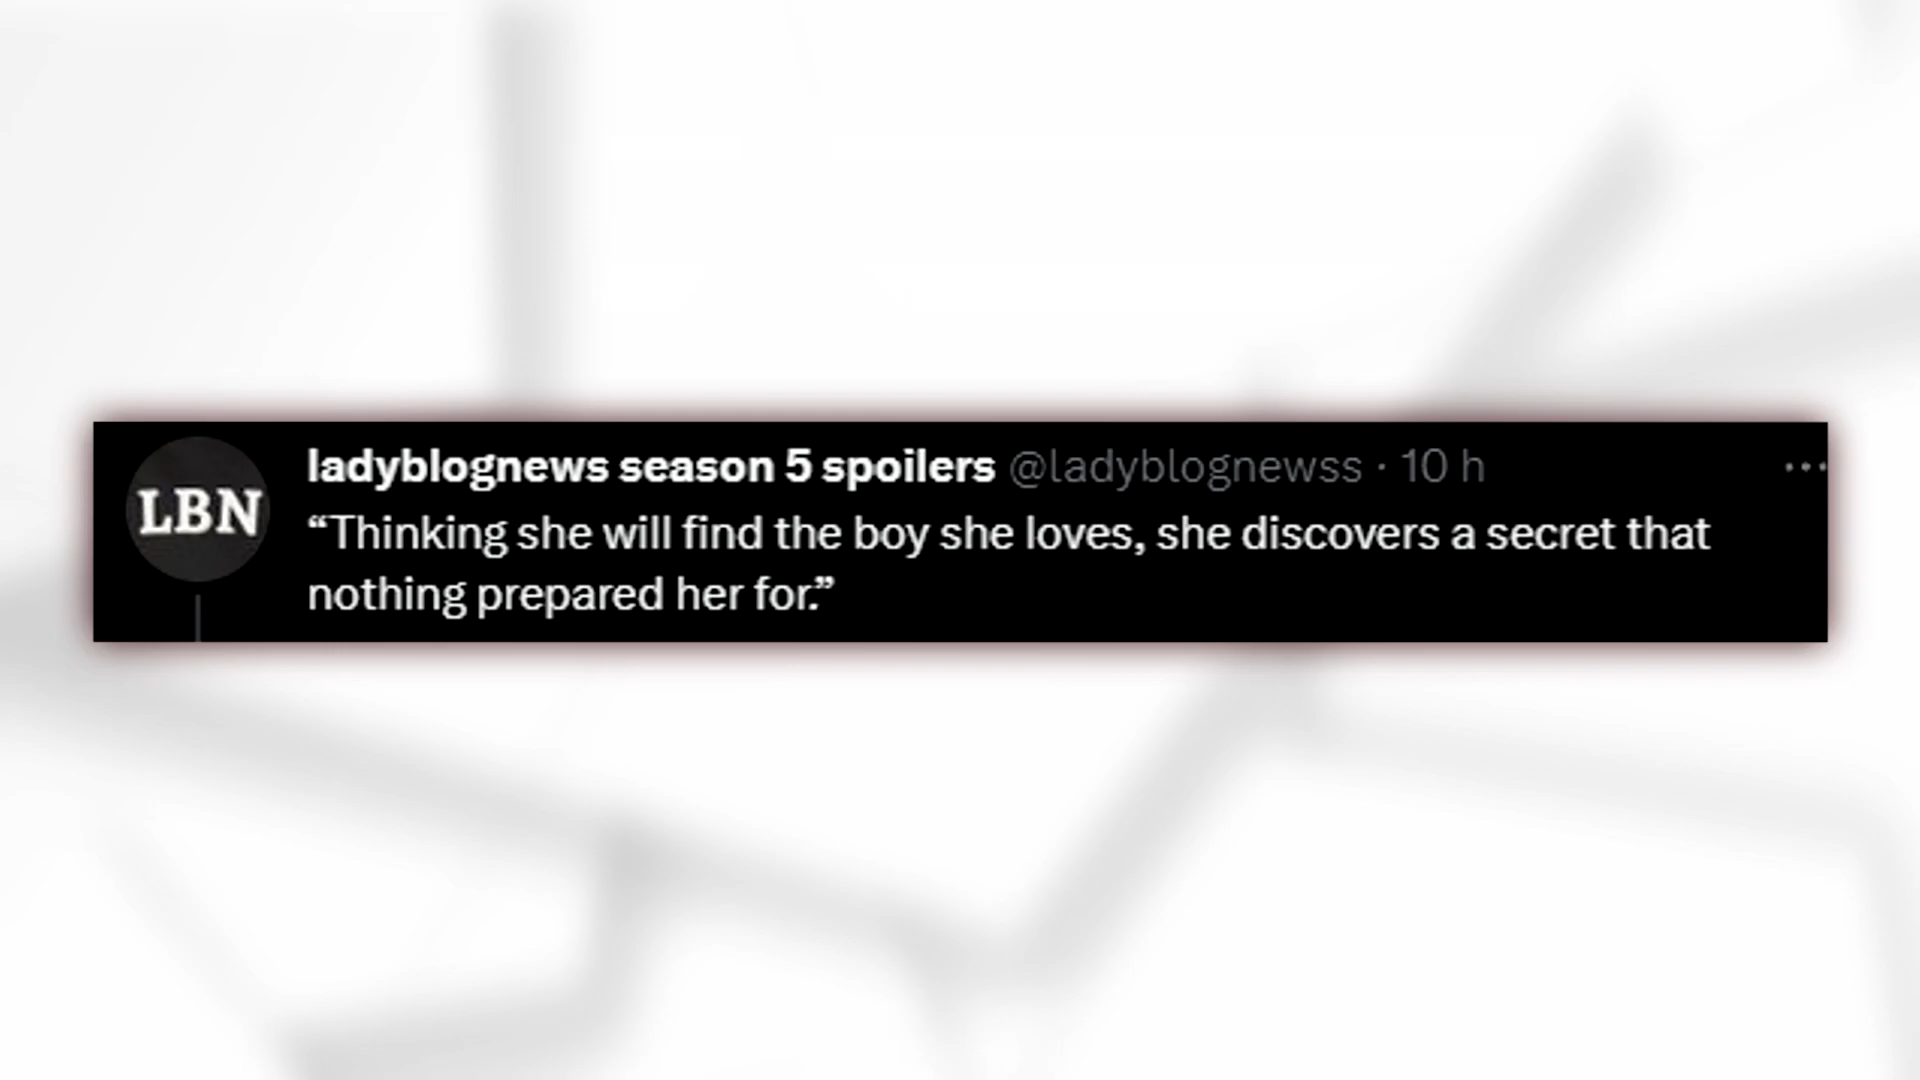 LBN
ladyblognews season 5 spoilers @ladyblognewss · 10 h
“Thinking she will find the boy she loves, she discovers a secret that
nothing prepared her for.”